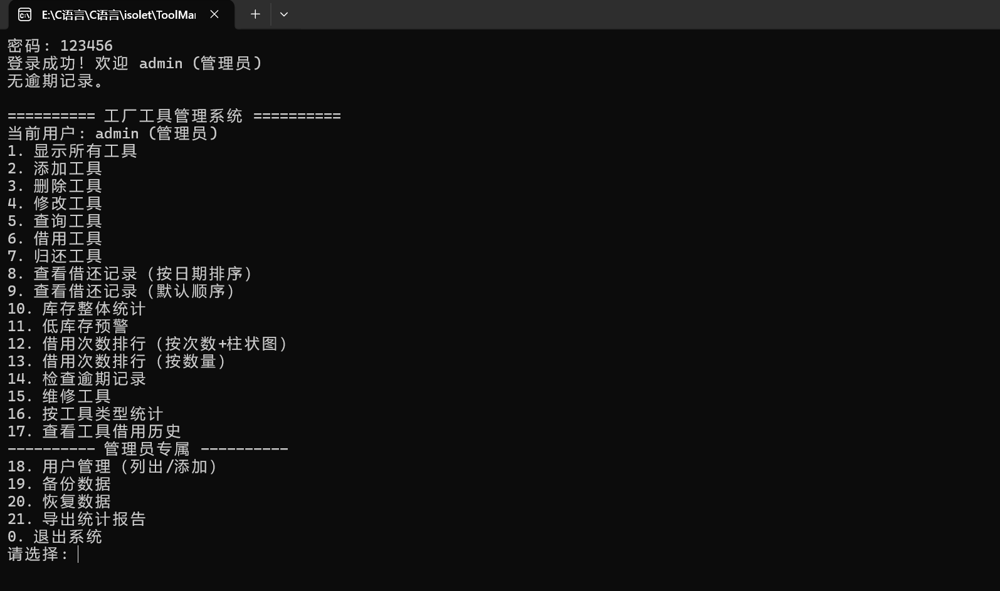 E:\C语言\C语言\isolet\ToolMa
密码: 123456
登录成功! 欢迎 admin (管理员)
无逾期记录。
========== 工厂工具管理系统 ==========
当前用户: admin (管理员)
1. 显示所有工具
2. 添加工具
3. 删除工具
4. 修改工具
5. 查询工具
6. 借用工具
7. 归还工具
8. 查看借还记录 (按日期排序)
9. 查看借还记录 (默认顺序)
10. 库存整体统计
11. 低库存预警
12. 借用次数排行 (按次数+柱状图)
13. 借用次数排行 (按数量)
14. 检查逾期记录
15. 维修工具
16. 按工具类型统计
17. 查看工具借用历史
---------- 管理员专属 ----------
18. 用户管理 (列出/添加)
19. 备份数据
20. 恢复数据
21. 导出统计报告
0. 退出系统
请选择: